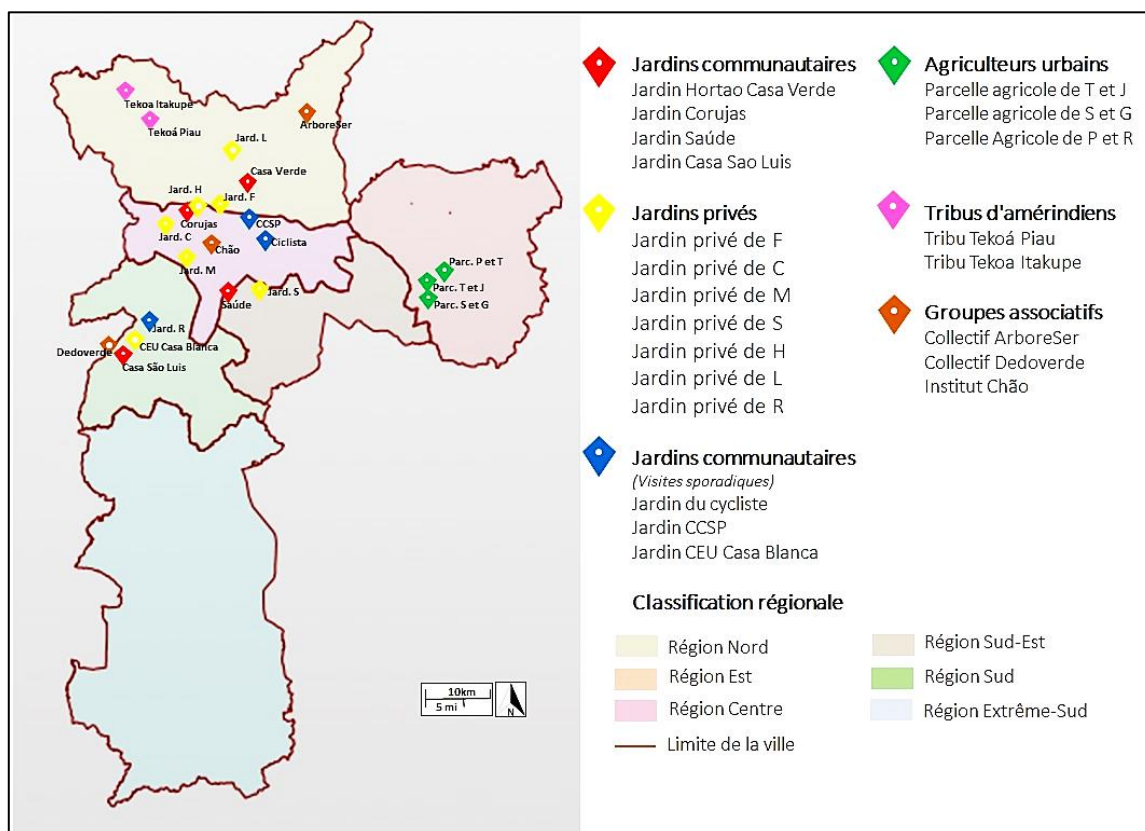 Tekoa Itakupe
Tekoá Piau
ArboreSer
Jard. L
Casa Verde
Jard. H
Jard. F
Corujas
CCSP
Jard. C
Chão
Ciclista
Jard. M
Saúde
Jard. S
Parc. P et T
Parc. T et J
Parc. S et G
Jard. R
Dedoverde
CEU Casa Blanca
Casa São Luis
10km
5 mi
N
Jardins communautaires
Jardin Hortao Casa Verde
Jardin Corujas
Jardin Saúde
Jardin Casa Sao Luis
Jardins privés
Jardin privé de F
Jardin privé de C
Jardin privé de M
Jardin privé de S
Jardin privé de H
Jardin privé de L
Jardin privé de R
Jardins communautaires
(Visites sporadiques)
Jardin du cycliste
Jardin CCSP
Jardin CEU Casa Blanca
Agriculteurs urbains
Parcelle agricole de T et J
Parcelle agricole de S et G
Parcelle Agricole de P et R
Tribus d'amérindiens
Tribu Tekoá Piau
Tribu Tekoa Itakupe
Groupes associatifs
Collectif ArboreSer
Collectif Dedoverde
Institut Chão
Classification régionale
Région Nord
Région Est
Région Centre
Limite de la ville
Région Sud-Est
Région Sud
Région Extrême-Sud